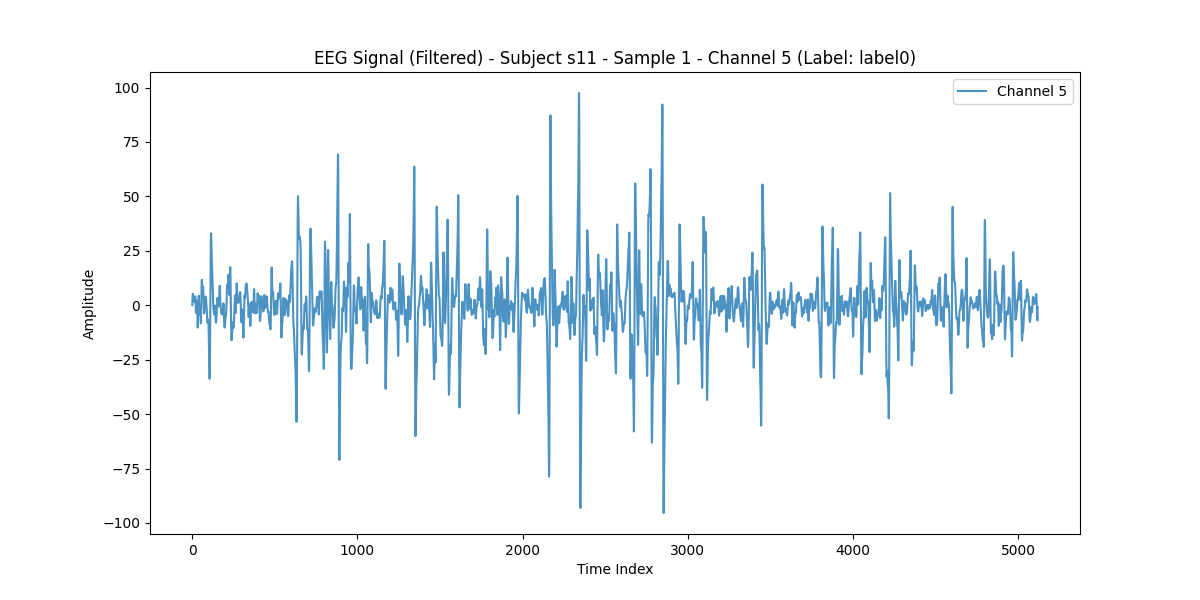 EEG Signal (Filtered) - Subject s11 - Sample 1 - Channel 5 (Label: label0)
Channel 5
Amplitude
100
75
50
25
0
−25
−50
−75
−100
0 1000 2000 3000 4000 5000
Time Index